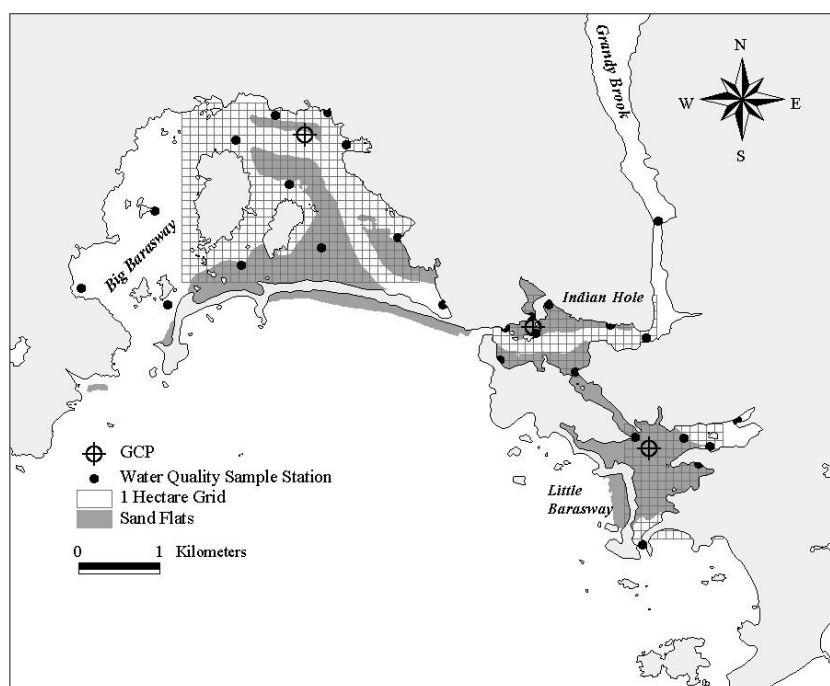 Grandy Brook
N
W E
S
Big Barasway
Indian Hole
GCP
Water Quality Sample Station
1 Hectare Grid
Sand Flats
Little
Barasway
0 1 Kilometers